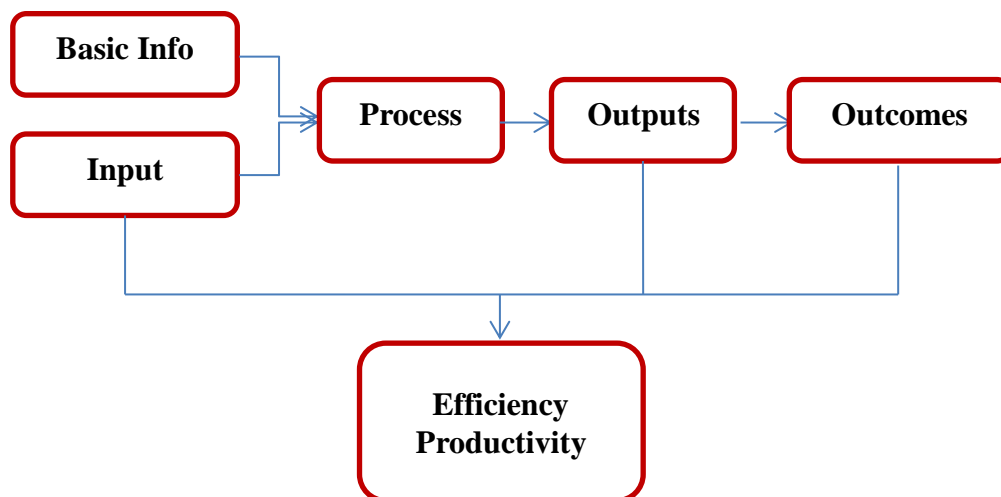 Basic Info
Input
Process
Outputs
Outcomes
Efficiency
Productivity